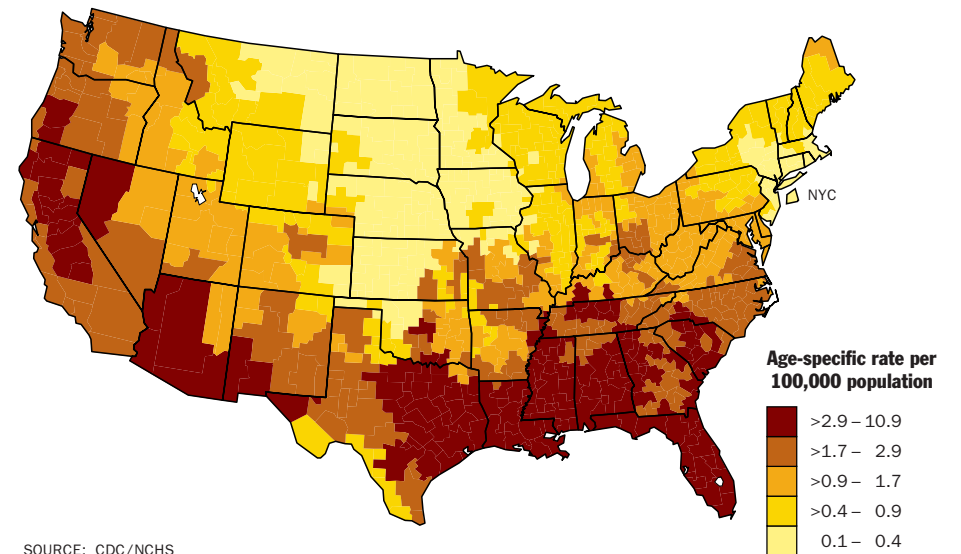 NYC
Age-specific rate per
100,000 population
>2.9 – 10.9
>1.7 – 2.9
>0.9 – 1.7
>0.4 – 0.9
0.1 – 0.4
SOURCE: CDC/NCHS